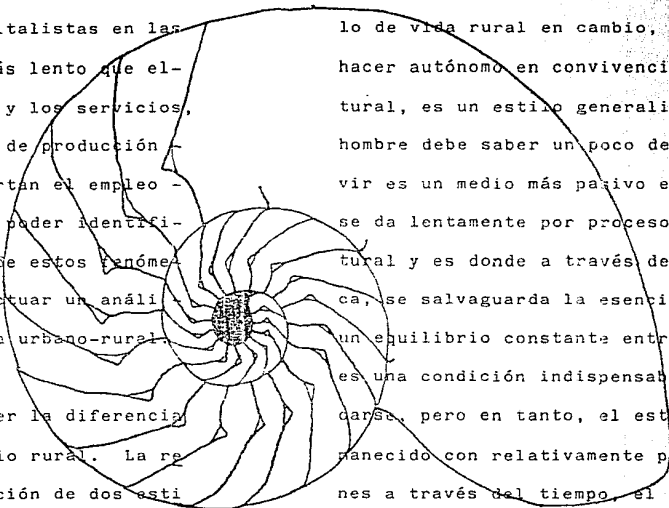 italistas en las
ás lento que el-
y los servicios,
de producción -
rtan el empleo -
poder identifi-
e estos fenóme-
ctuar un análi-
e urbano-rural.
er la diferencia
io rural. La re
ción de dos esti
lo de vida rural en cambio,
hacer autónomo en convivenci
tural, es un estilo generali
hombre debe saber un poco de
vir es un medio más pasivo e
se da lentamente por proceso
tural y es donde a través de
ca, se salvaguarda la esenci
un equilibrio constante entr
es una condición indispensab
darse, pero en tanto, el est
manecido con relativamente p
nes a través del tiempo, el